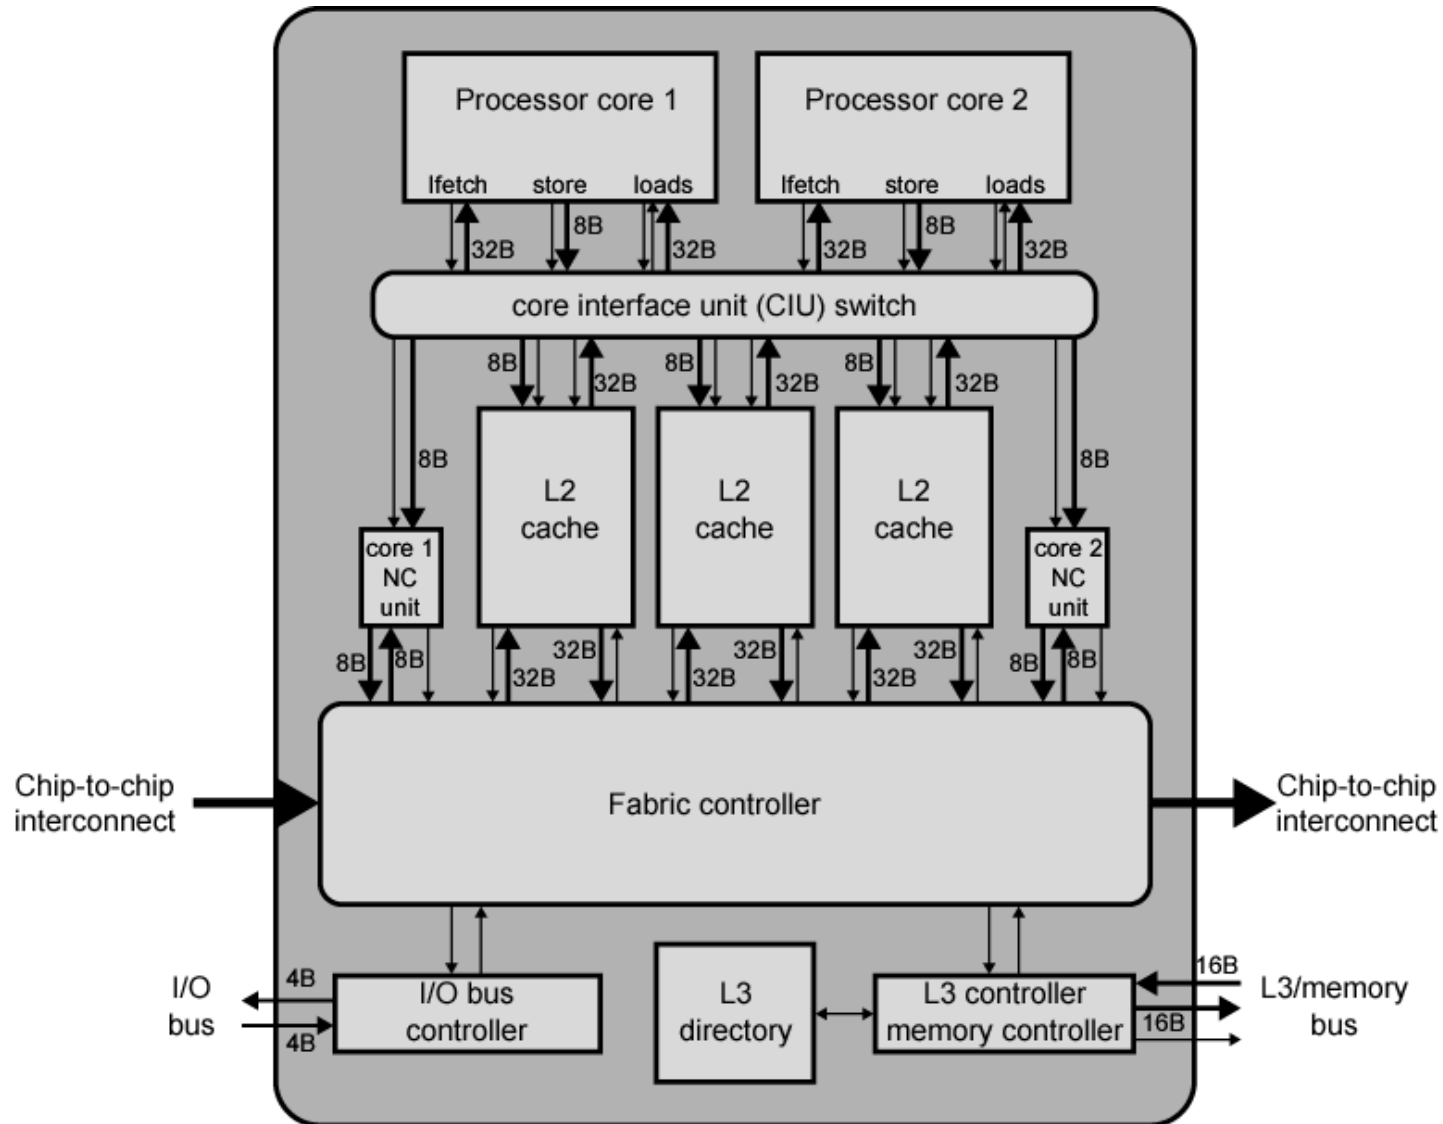 Processor core 1
Processor core 2
Ifetch store loads
Ifetch store loads
8B
8B
32B
32B
32B
32B
core interface unit (CIU) switch
8B
32B
8B
32B
8B
32B
8B
8B
L2
cache
L2
cache
L2
cache
core 1
NC
unit
core 2
NC
unit
8B
8B
32B
32B
32B
32B
32B
32B
8B
8B
Chip-to-chip
interconnect
Fabric controller
Chip-to-chip
interconnect
I/O
bus
4B
4B
I/O bus
controller
L3
directory
L3 controller
memory controller
16B
16B
L3/memory
bus